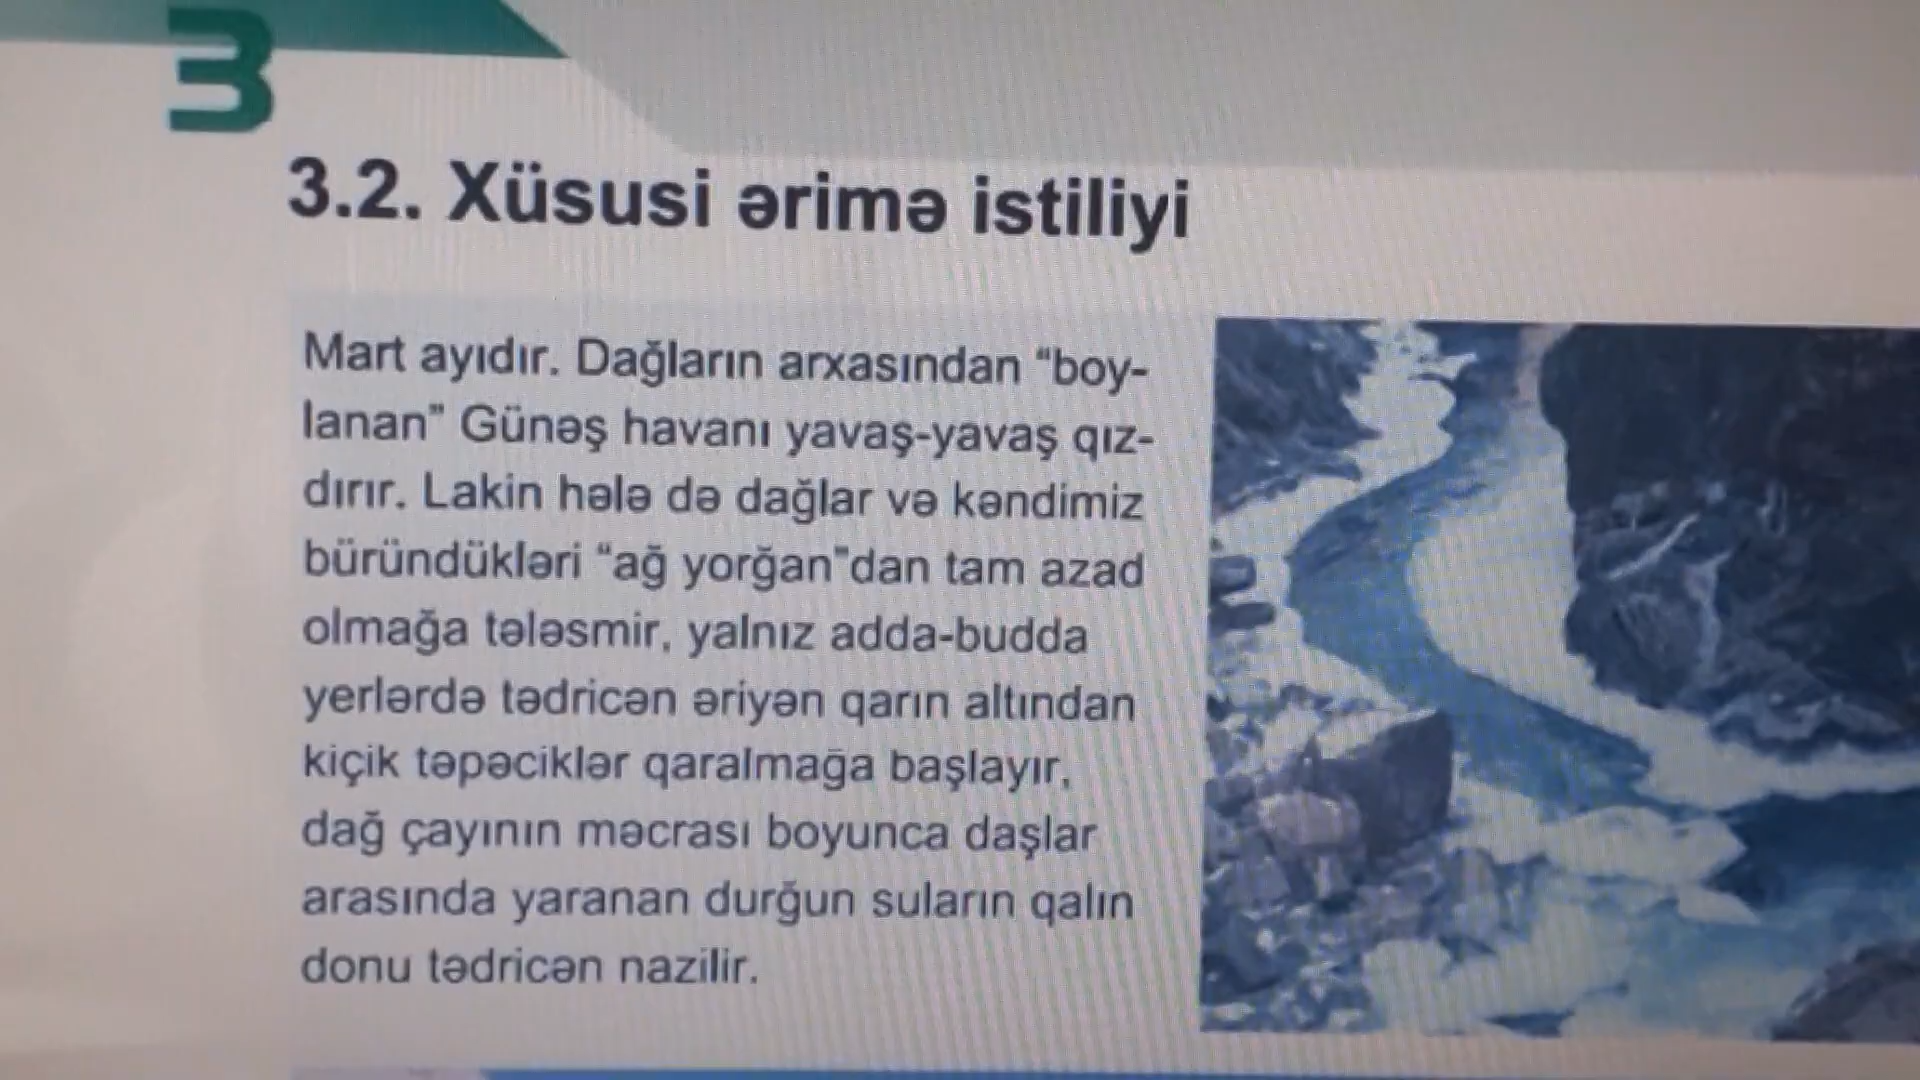 3
3.2. Xüsusi ərimə istiliyi
Mart ayıdır. Dağların arxasından “boy-
lanan” Günəş havanı yavaş-yavaş qız-
dırır. Lakin hələ də dağlar və kəndimiz
büründükləri “ağ yorğan”dan tam azad
olmağa tələsmir, yalnız adda-budda
yerlərdə tədricən əriyən qarın altından
kiçik təpəciklər qaralmağa başlayır,
dağ çayının məcrası boyunca daşlar
arasında yaranan durğun suların qalın
donu tədricən nazilir.